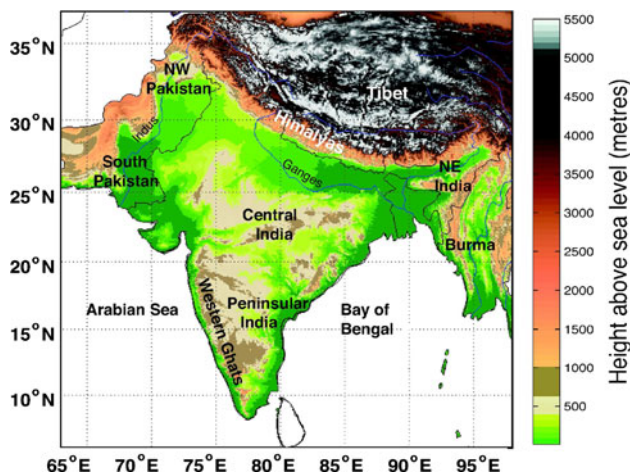 35°N
30°N
25°N
20°N
15°N
10°N
65°E 70°E 75°E 80°E 85°E 90°E 95°E
NW
Pakistan
Tibet
Himalyas
Indus
South
Pakistan
Ganges
NE
India
Central
India
Burma
Arabian Sea
Western Ghats
Peninsular
India
Bay of
Bengal
5500
5000
4500
4000
3500
3000
2500
2000
1500
1000
500
Height above sea level (metres)